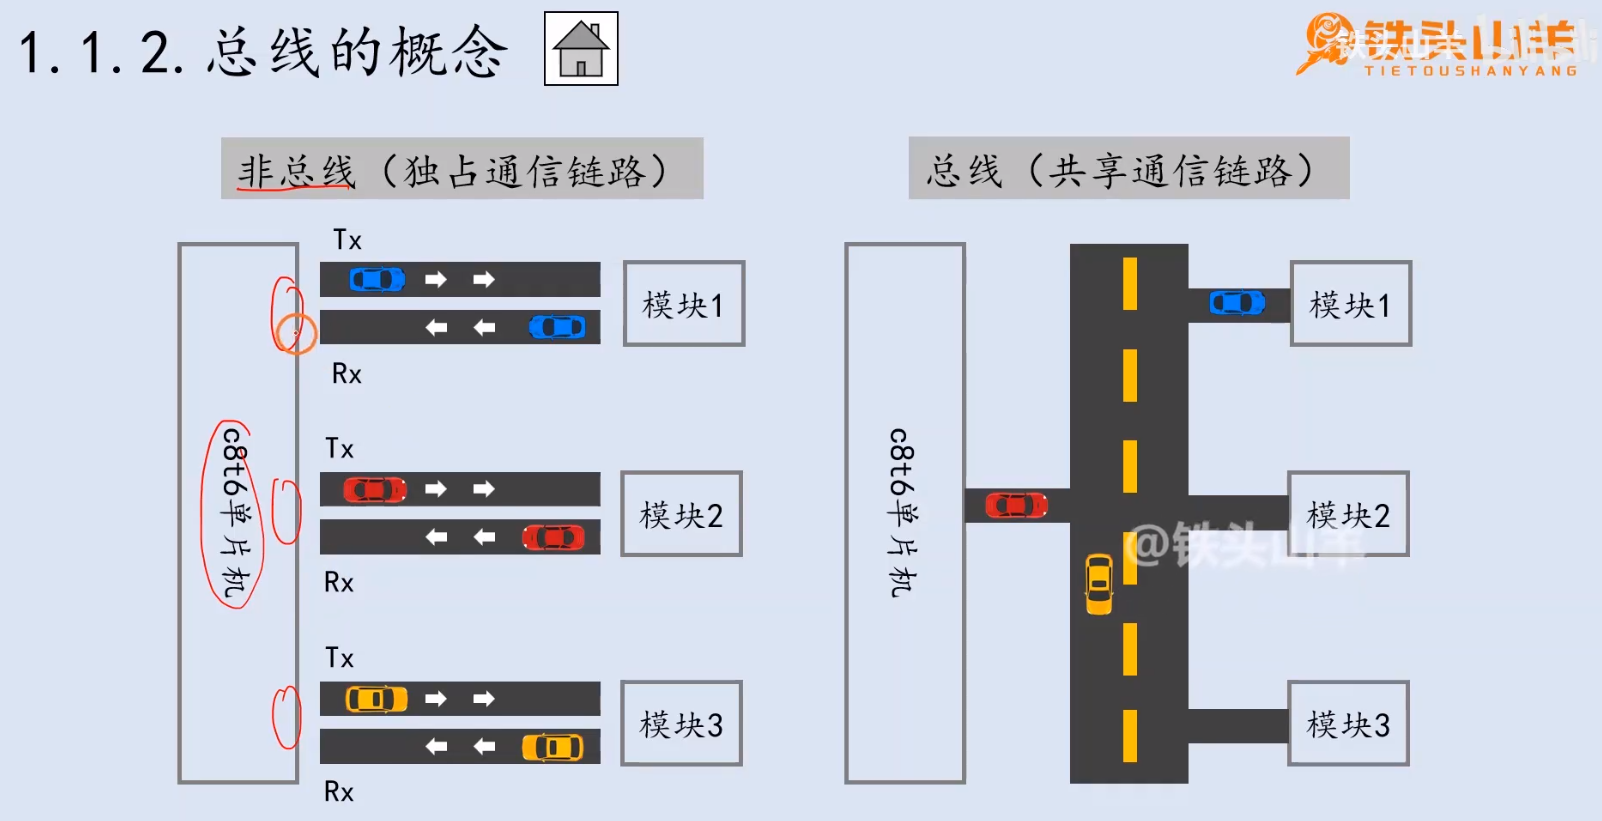 1.1.2.总线的概念
铁头山羊
TIETOUSHANYANG
非总线（独占通信链路）
Tx
Rx
模块1
Tx
Rx
模块2
Tx
Rx
模块3
c8t6单片机
总线（共享通信链路）
c8t6单片机
模块1
模块2
模块3
@铁头山羊